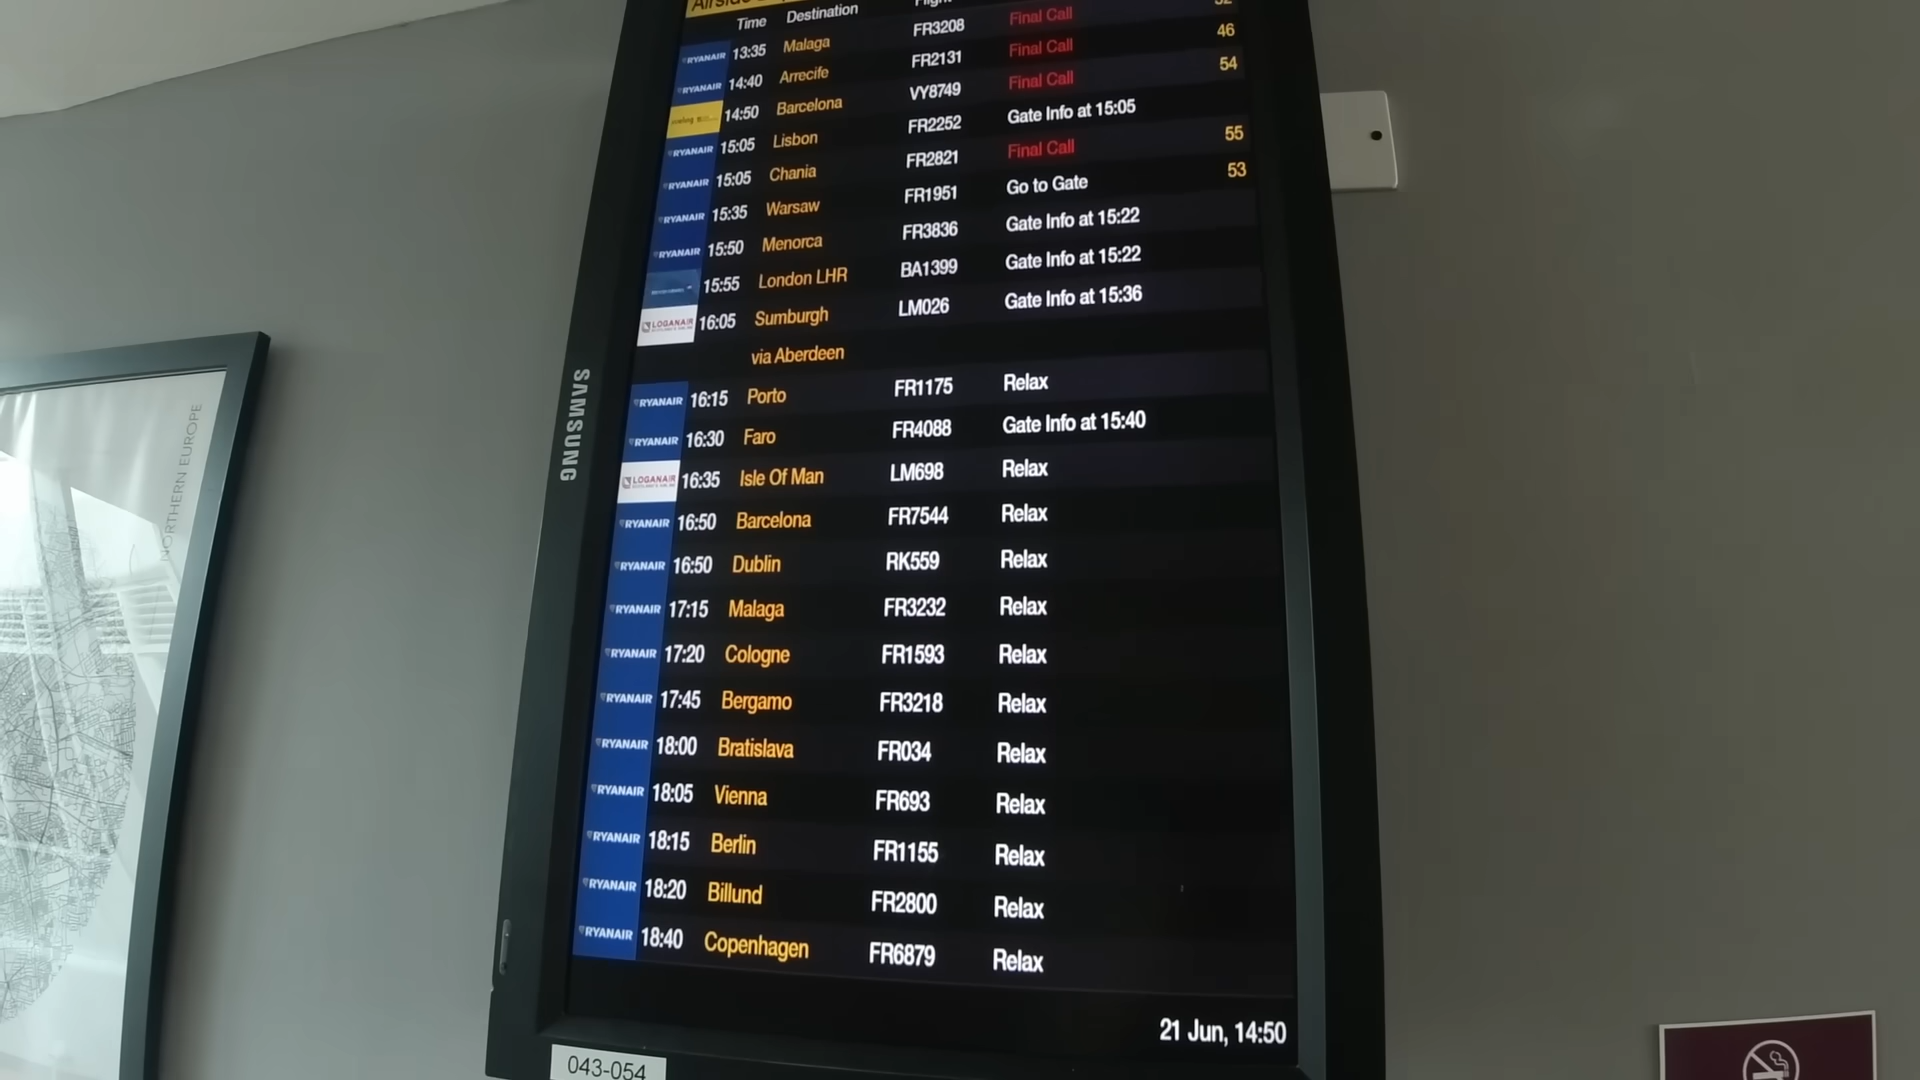 Airside
Time Destination Flight
RYANAIR 13:35 Malaga FR3208 Final Call
RYANAIR 14:40 Arrecife FR2131 Final Call 46
vueling 14:50 Barcelona VY8749 Final Call 54
RYANAIR 15:05 Lisbon FR2252 Gate Info at 15:05
RYANAIR 15:05 Chania FR2821 Final Call 55
RYANAIR 15:35 Warsaw FR1951 Go to Gate 53
RYANAIR 15:50 Menorca FR3836 Gate Info at 15:22
15:55 London LHR BA1399 Gate Info at 15:22
LOGANAIR 16:05 Sumburgh LM026 Gate Info at 15:36
via Aberdeen
RYANAIR 16:15 Porto FR1175 Relax
RYANAIR 16:30 Faro FR4088 Gate Info at 15:40
LOGANAIR 16:35 Isle Of Man LM698 Relax
RYANAIR 16:50 Barcelona FR7544 Relax
RYANAIR 16:50 Dublin RK559 Relax
RYANAIR 17:15 Malaga FR3232 Relax
RYANAIR 17:20 Cologne FR1593 Relax
RYANAIR 17:45 Bergamo FR3218 Relax
RYANAIR 18:00 Bratislava FR034 Relax
RYANAIR 18:05 Vienna FR693 Relax
RYANAIR 18:15 Berlin FR1155 Relax
RYANAIR 18:20 Billund FR2800 Relax
RYANAIR 18:40 Copenhagen FR6879 Relax
21 Jun, 14:50
SAMSUNG
043-054
NORTHERN EUROPE